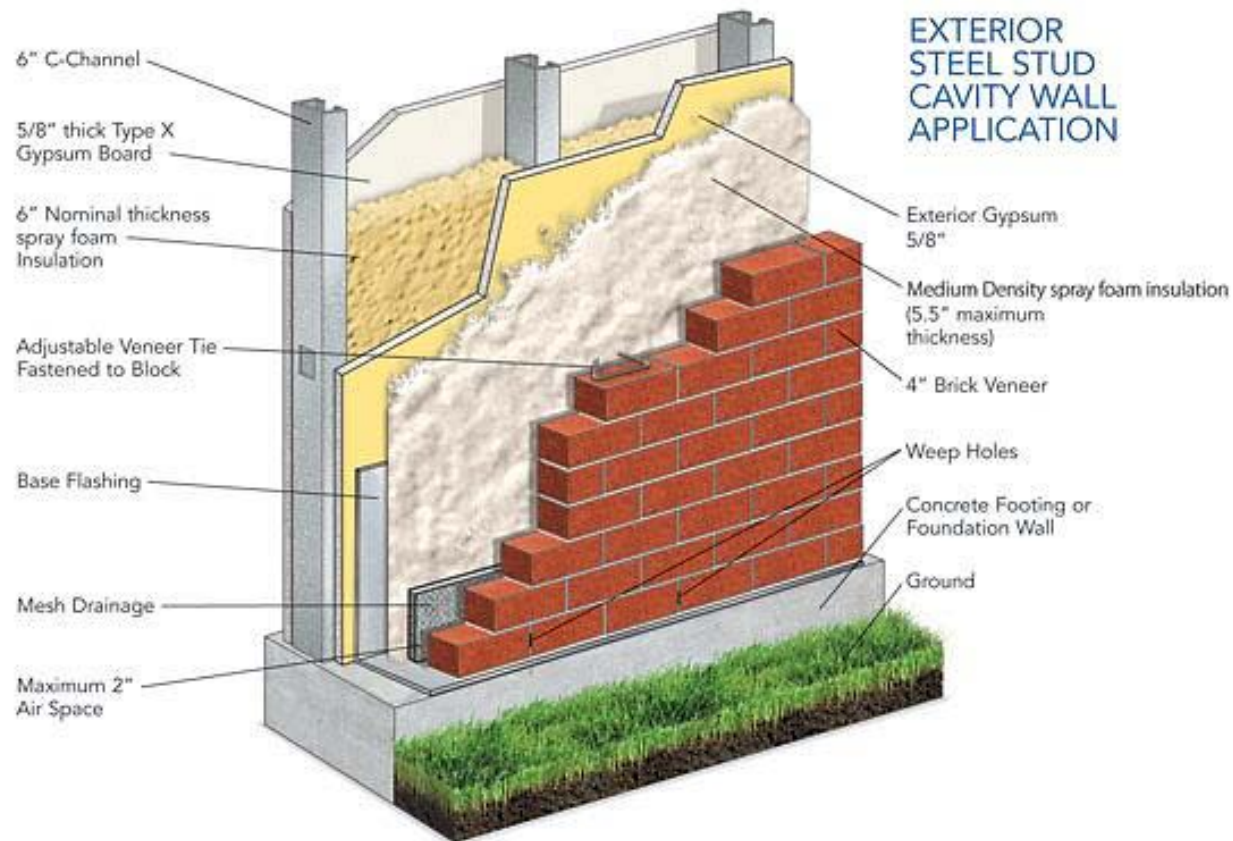 EXTERIOR
STEEL STUD
CAVITY WALL
APPLICATION
6" C-Channel
5/8" thick Type X
Gypsum Board
6" Nominal thickness
spray foam
Insulation
Adjustable Veneer Tie
Fastened to Block
Base Flashing
Mesh Drainage
Maximum 2"
Air Space
Exterior Gypsum
5/8"
Medium Density spray foam insulation
(5.5" maximum
thickness)
4" Brick Veneer
Weep Holes
Concrete Footing or
Foundation Wall
Ground